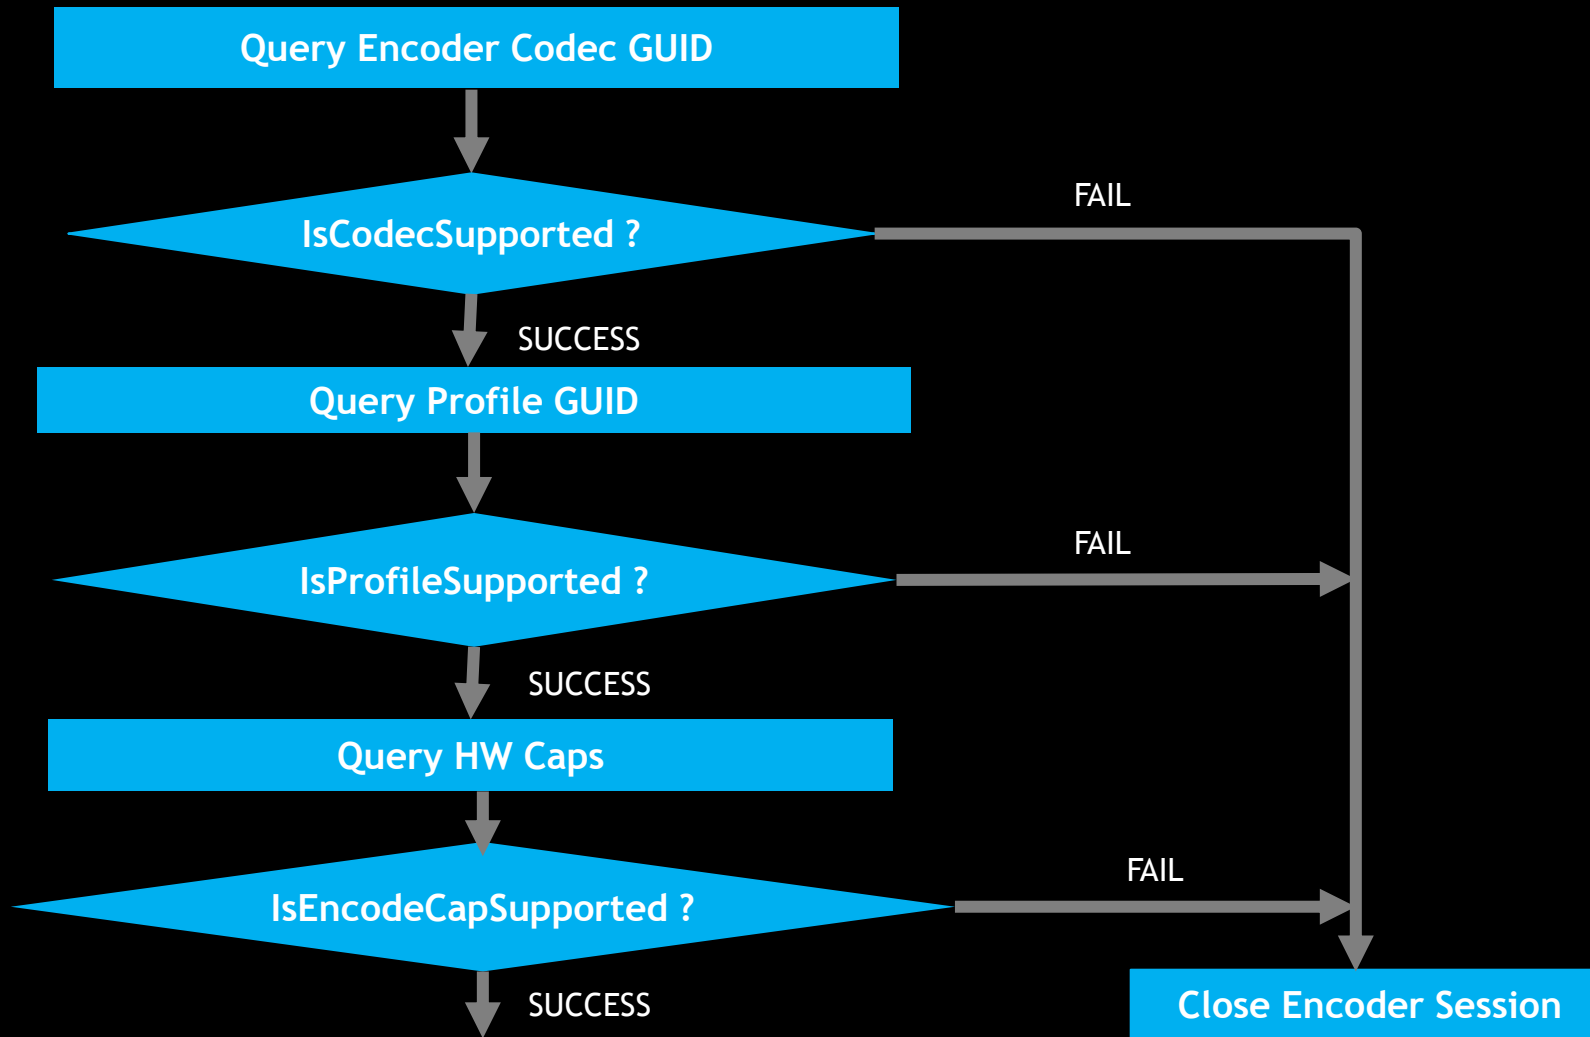 Query Encoder Codec GUID
FAIL
IsCodecSupported ?
SUCCESS
Query Profile GUID
FAIL
IsProfileSupported ?
SUCCESS
Query HW Caps
FAIL
IsEncodeCapSupported ?
SUCCESS
Close Encoder Session